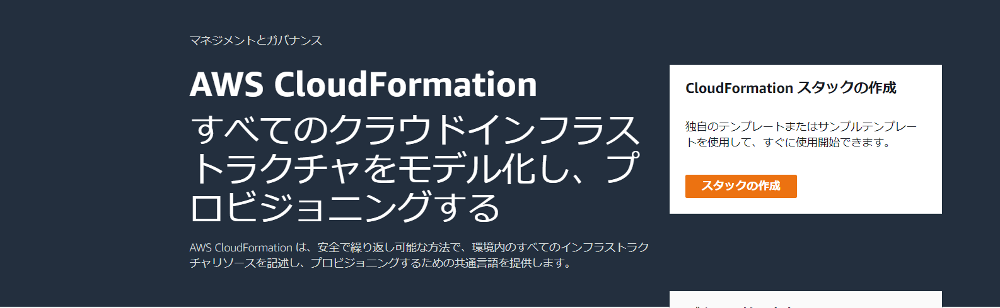 マネジメントとガバナンス
AWS CloudFormation
すべてのクラウドインフラス
トラクチャをモデル化し、プ
ロビジョニングする
AWS CloudFormation は、安全で繰り返し可能な方法で、環境内のすべてのインフラストラク
チャリソースを記述し、プロビジョニングするための共通言語を提供します。
CloudFormation スタックの作成
独自のテンプレートまたはサンプルテンプレー
トを使用して、すぐに使用開始できます。
スタックの作成